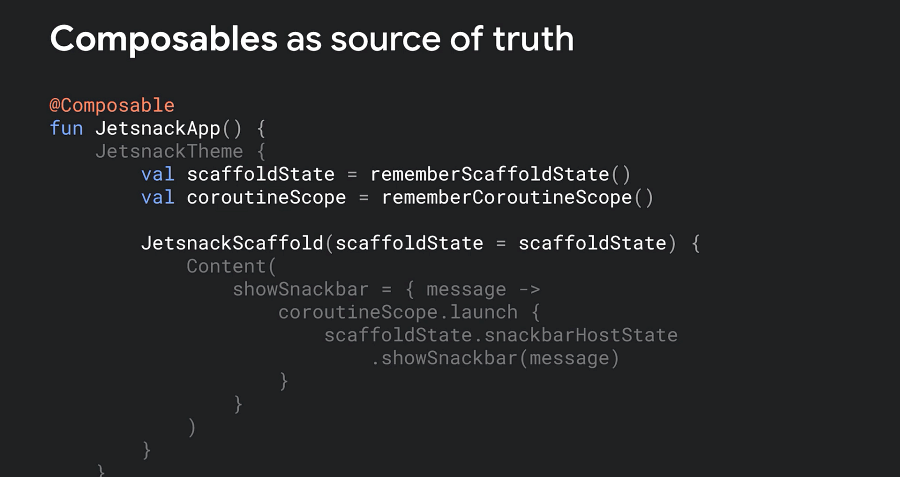 Composables as source of truth
@Composable
fun JetsnackApp() {
    JetsnackTheme {
        val scaffoldState = rememberScaffoldState()
        val coroutineScope = rememberCoroutineScope()

        JetsnackScaffold(scaffoldState = scaffoldState) {
            Content(
                showSnackbar = { message ->
                    coroutineScope.launch {
                        scaffoldState.snackbarHostState
                            .showSnackbar(message)
                    }
                }
            )
        }
    }